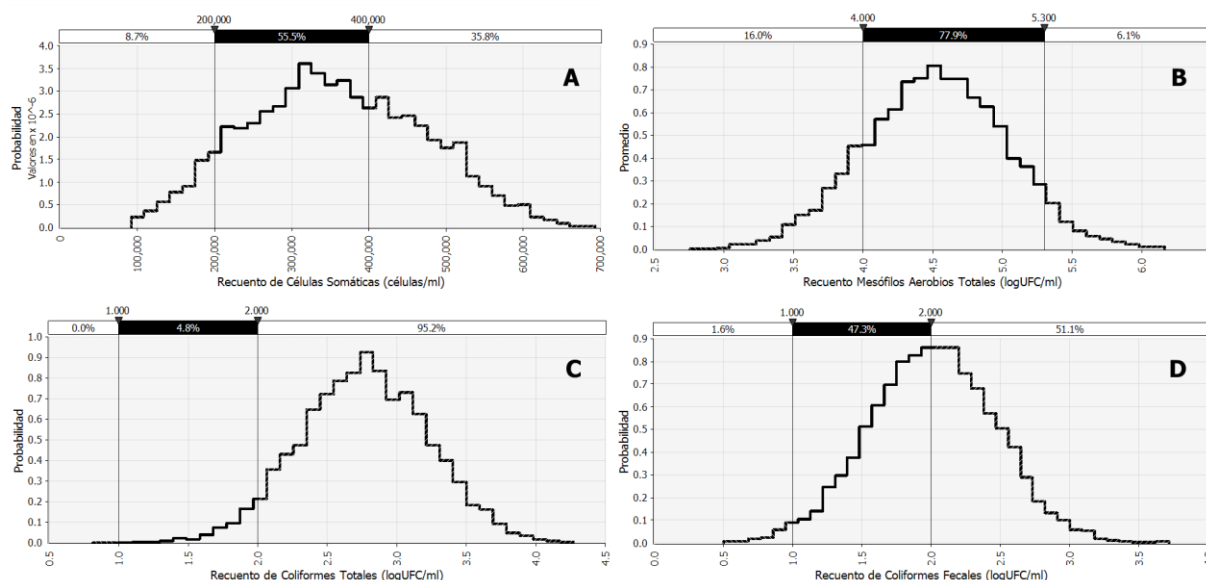 200,000 400,000
8.7% 55.5% 35.8%
4.0
3.5
3.0
2.5
2.0
1.5
1.0
0.5
0.0
Probabilidad
Valores en x 10^-6
A
0 100,000 200,000 300,000 400,000 500,000 600,000 700,000
Recuento de Células Somáticas (células/ml)
4.000 5.300
16.0% 77.9% 6.1%
0.9
0.8
0.7
0.6
0.5
0.4
0.3
0.2
0.1
0.0
Promedio
B
2.5 3.0 3.5 4.0 4.5 5.0 5.5 6.0
Recuento Mesófilos Aerobios Totales (logUFC/ml)
1.000 2.000
0.0% 4.8% 95.2%
1.0
0.9
0.8
0.7
0.6
0.5
0.4
0.3
0.2
0.1
0.0
Probabilidad
C
0.5 1.0 1.5 2.0 2.5 3.0 3.5 4.0 4.5
Recuento de Coliformes Totales (logUFC/ml)
1.000 2.000
1.6% 47.3% 51.1%
0.9
0.8
0.7
0.6
0.5
0.4
0.3
0.2
0.1
0.0
Probabilidad
D
0.0 0.5 1.0 1.5 2.0 2.5 3.0 3.5
Recuento de Coliformes Fecales (logUFC/ml)